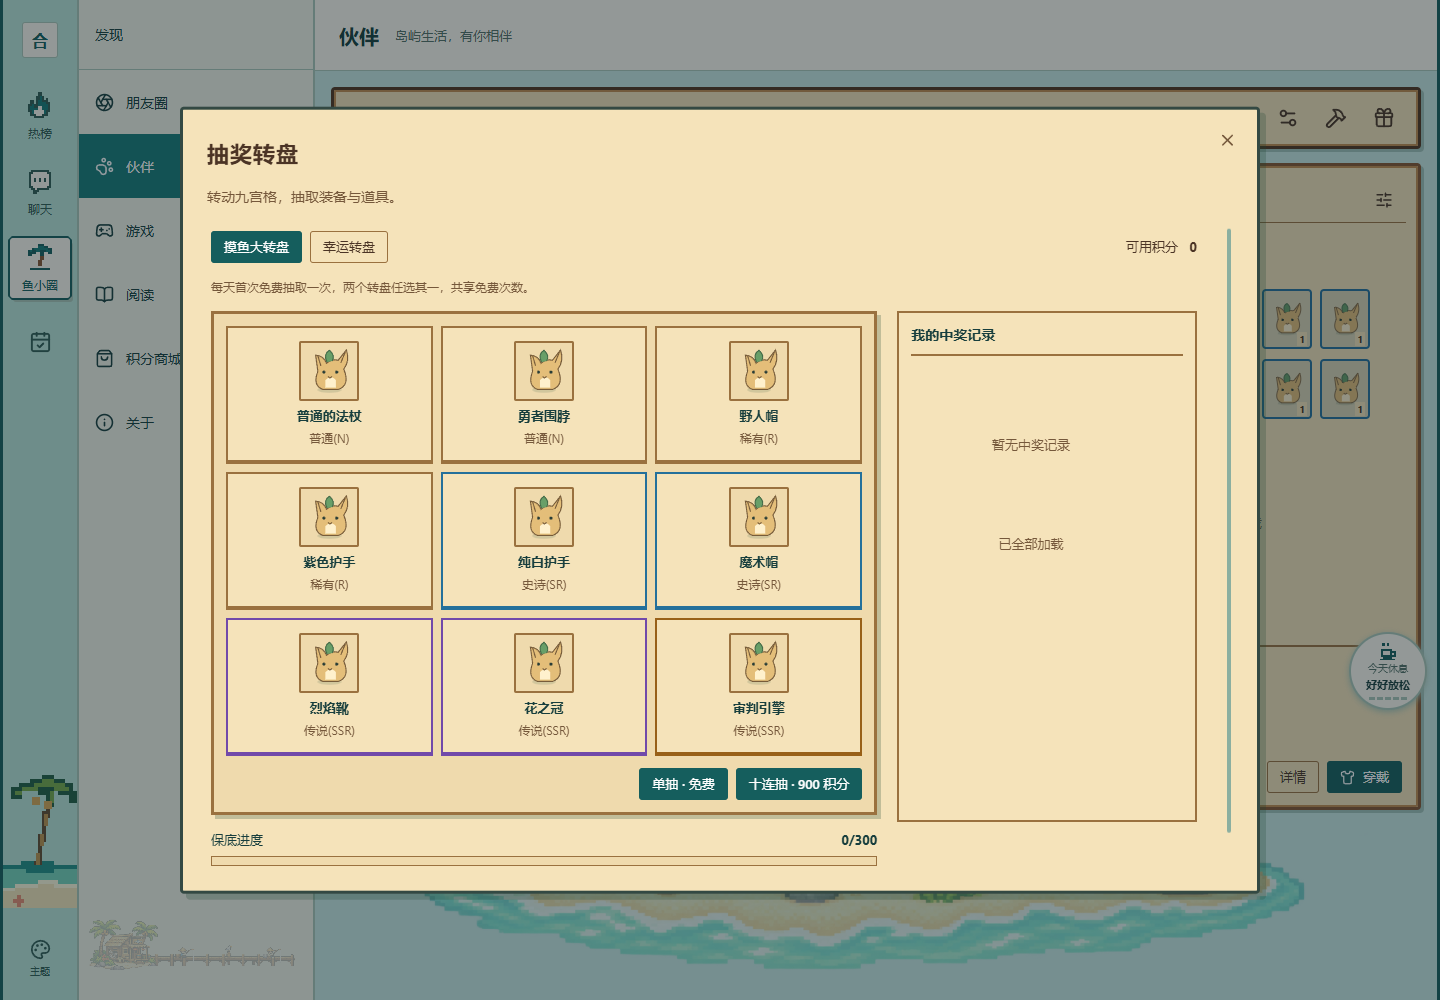 合
热榜
聊天
鱼小圈
主题
发现
朋友圈
伙伴
游戏
阅读
积分商城
关于
伙伴 岛屿生活，有你相伴
抽奖转盘
转动九宫格，抽取装备与道具。
摸鱼大转盘 幸运转盘 可用积分 0
每天首次免费抽取一次，两个转盘任选其一，共享免费次数。
普通的法杖
普通(N)
勇者围脖
普通(N)
野人帽
稀有(R)
紫色护手
稀有(R)
纯白护手
史诗(SR)
魔术帽
史诗(SR)
烈焰靴
传说(SSR)
花之冠
传说(SSR)
审判引擎
传说(SSR)
单抽 · 免费 十连抽 · 900 积分
保底进度 0/300
我的中奖记录
暂无中奖记录
已全部加载
1 1
1 1
今天休息
好好放松
详情 穿戴